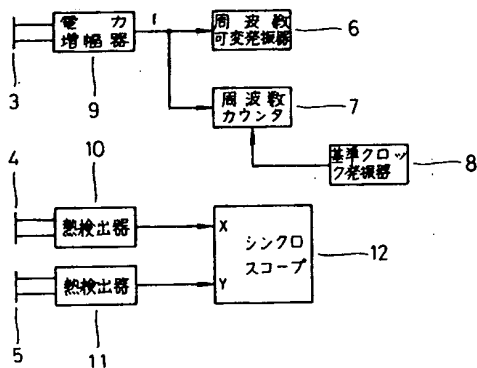 電力
増幅器
周波数
可変発振器
6
3
9
周波数
カウンタ
7
基準クロッ
ク発振器
8
4
10
熱検出器
X
シンクロ
スコープ
12
熱検出器
Y
5
11